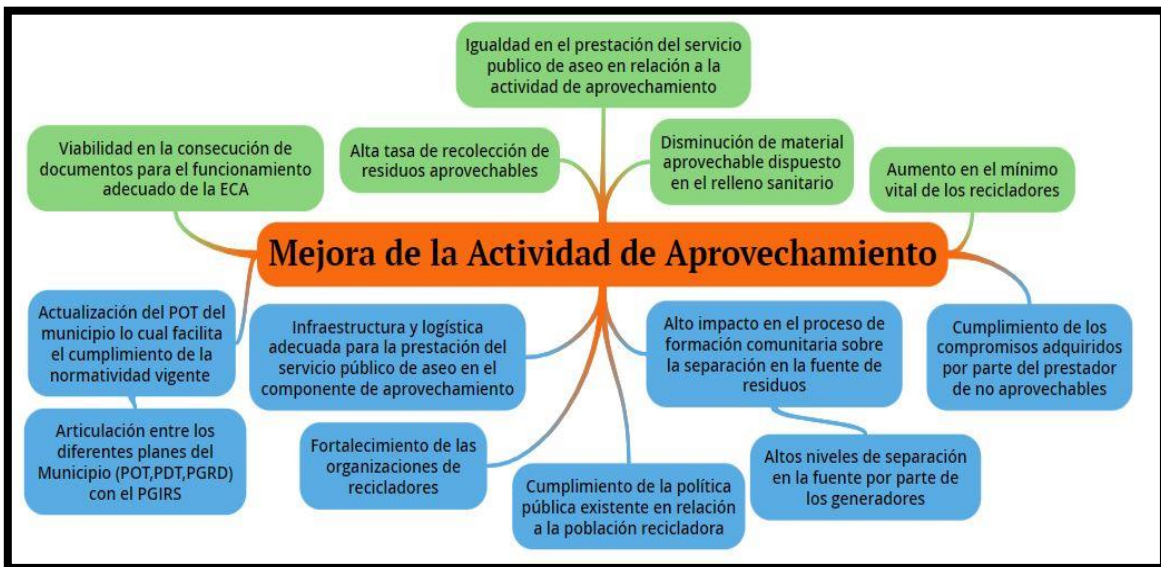 Igualdad en el prestación del servicio
publico de aseo en relación a la
actividad de aprovechamiento
Viabilidad en la consecución de
documentos para el funcionamiento
adecuado de la ECA
Alta tasa de recolección de
residuos aprovechables
Disminución de material
aprovechable dispuesto
en el relleno sanitario
Aumento en el mínimo
vital de los recicladores
Mejora de la Actividad de Aprovechamiento
Actualización del POT del
municipio lo cual facilita
el cumplimiento de la
normatividad vigente
Infraestructura y logística
adecuada para la prestación del
servicio público de aseo en el
componente de aprovechamiento
Alto impacto en el proceso de
formación comunitaria sobre
la separación en la fuente de
residuos
Cumplimiento de los
compromisos adquiridos
por parte del prestador
de no aprovechables
Articulación entre los
diferentes planes del
Municipio (POT,PDT,PGRD)
con el PGIRS
Fortalecimiento de las
organizaciones de
recicladores
Cumplimiento de la política
pública existente en relación
a la población recicladora
Altos niveles de separación
en la fuente por parte de
los generadores